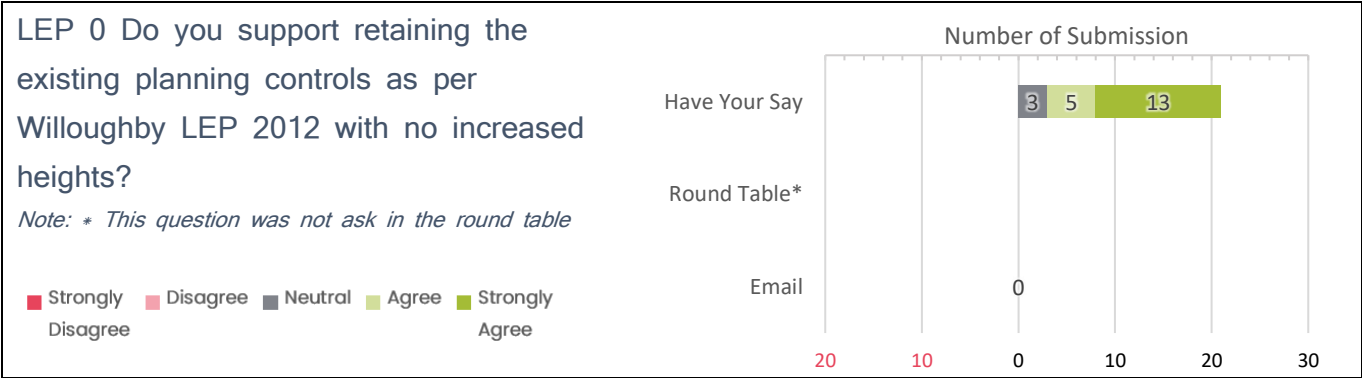 LEP 0 Do you support retaining the
existing planning controls as per
Willoughby LEP 2012 with no increased
heights?
Note: * This question was not ask in the round table
Strongly Disagree
Disagree
Neutral
Agree
Strongly Agree
Number of Submission
Have Your Say
3 5 13
Round Table*
Email
0
20 10 0 10 20 30